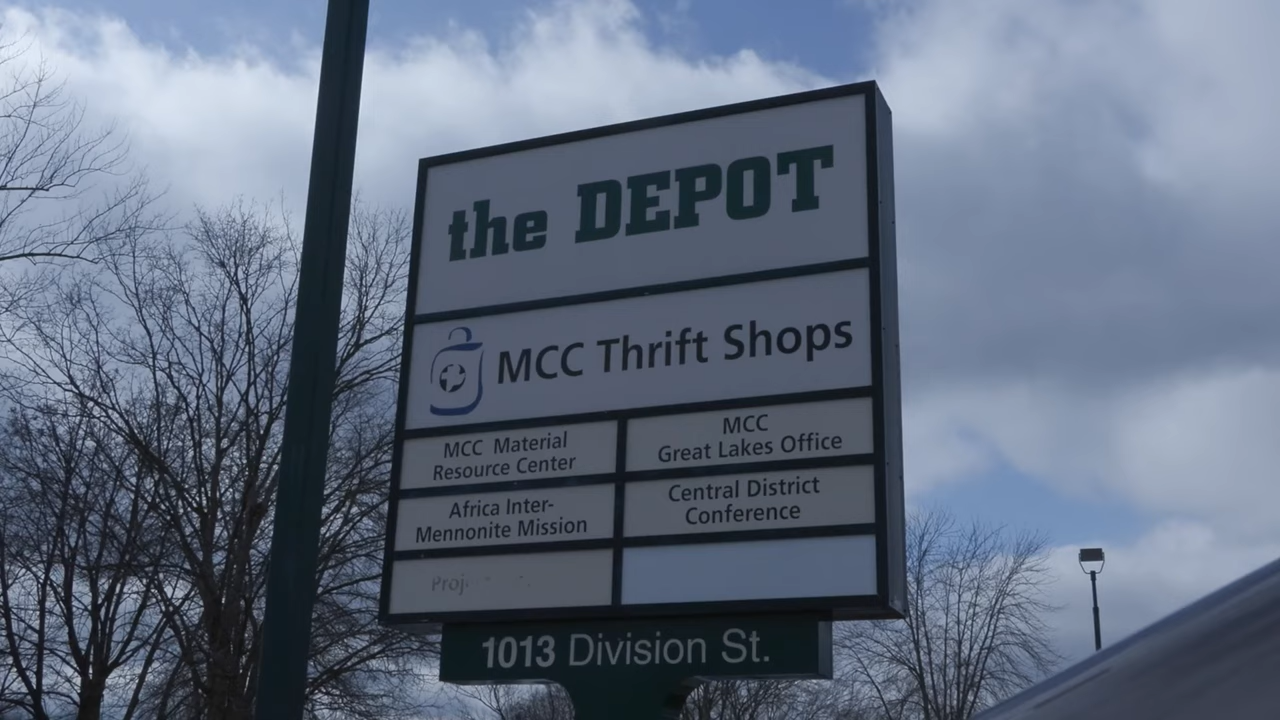 the DEPOT
MCC Thrift Shops
MCC Material
Resource Center
MCC
Great Lakes Office
Africa Inter-
Mennonite Mission
Central District
Conference
1013 Division St.